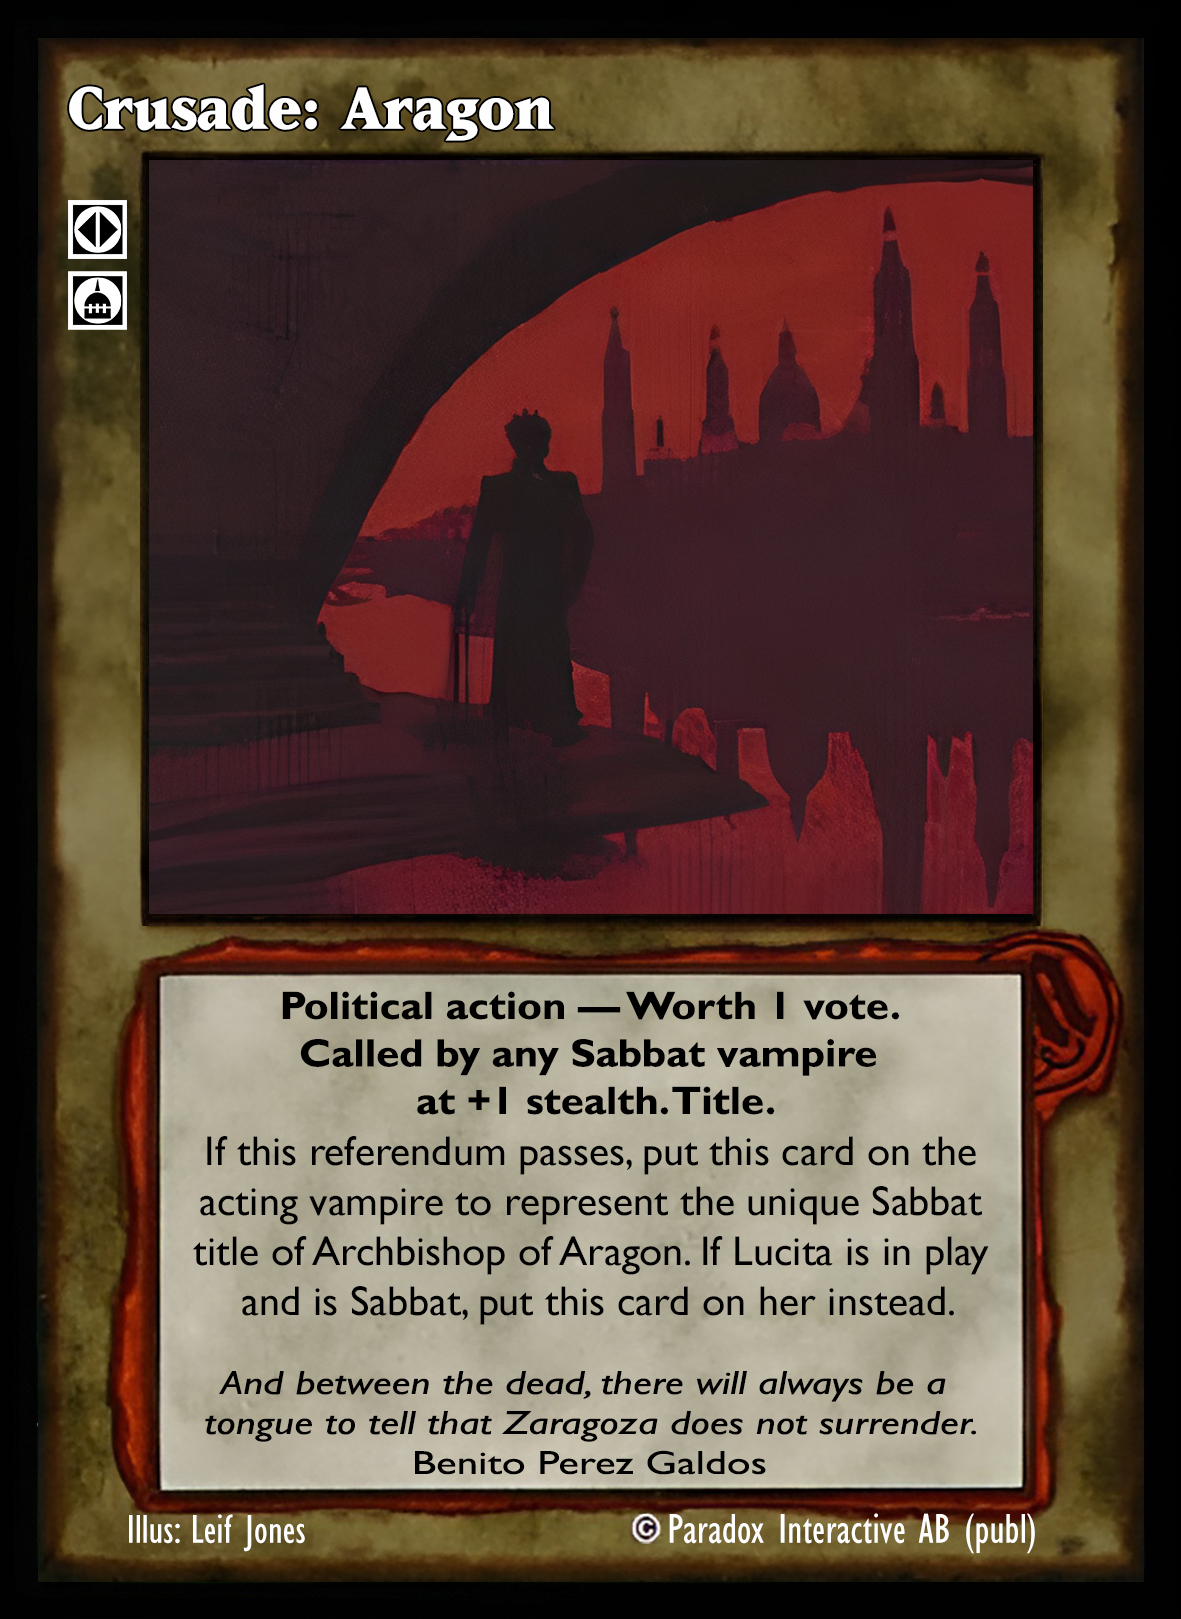 Crusade: Aragon
Political action — Worth 1 vote.
Called by any Sabbat vampire
at +1 stealth. Title.
If this referendum passes, put this card on the
acting vampire to represent the unique Sabbat
title of Archbishop of Aragon. If Lucita is in play
and is Sabbat, put this card on her instead.
And between the dead, there will always be a
tongue to tell that Zaragoza does not surrender.
Benito Perez Galdos
Illus: Leif Jones
© Paradox Interactive AB (publ)